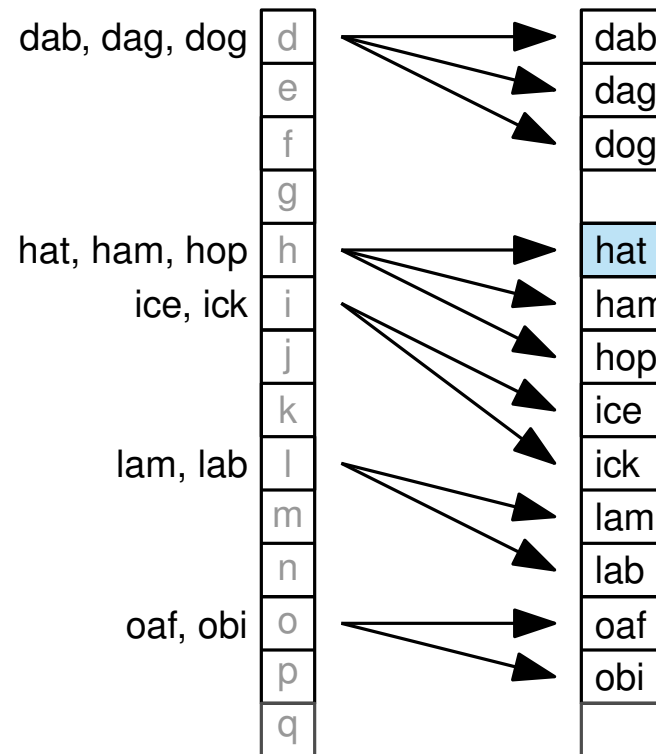 dab, dag, dog d dab
e dag
f dog
g
hat, ham, hop h hat
ice, ick i ham
j hop
k ice
lam, lab l ick
m lam
n lab
oaf, obi o oaf
p obi
q